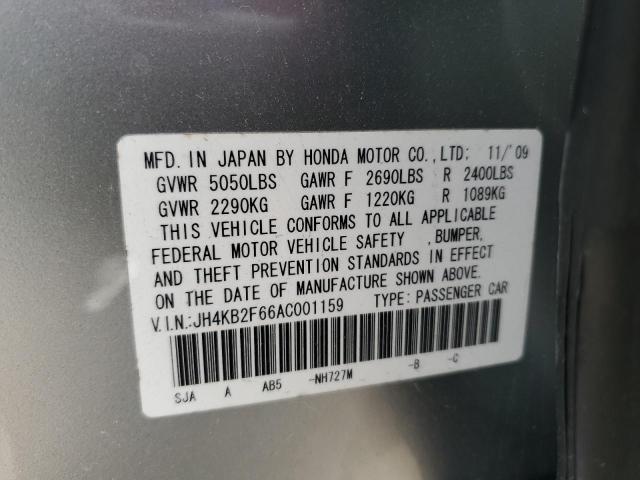 MFD. IN JAPAN BY HONDA MOTOR CO.,LTD: 11/'09
GVWR 5050LBS GAWR F 2690LBS R 2400LBS
GVWR 2290KG GAWR F 1220KG R 1089KG
THIS VEHICLE CONFORMS TO ALL APPLICABLE
FEDERAL MOTOR VEHICLE SAFETY ,BUMPER,
AND THEFT PREVENTION STANDARDS IN EFFECT
ON THE DATE OF MANUFACTURE SHOWN ABOVE.
V.I.N.:JH4KB2F66AC001159 TYPE: PASSENGER CAR
SJA A AB5 -NH727M -B -C